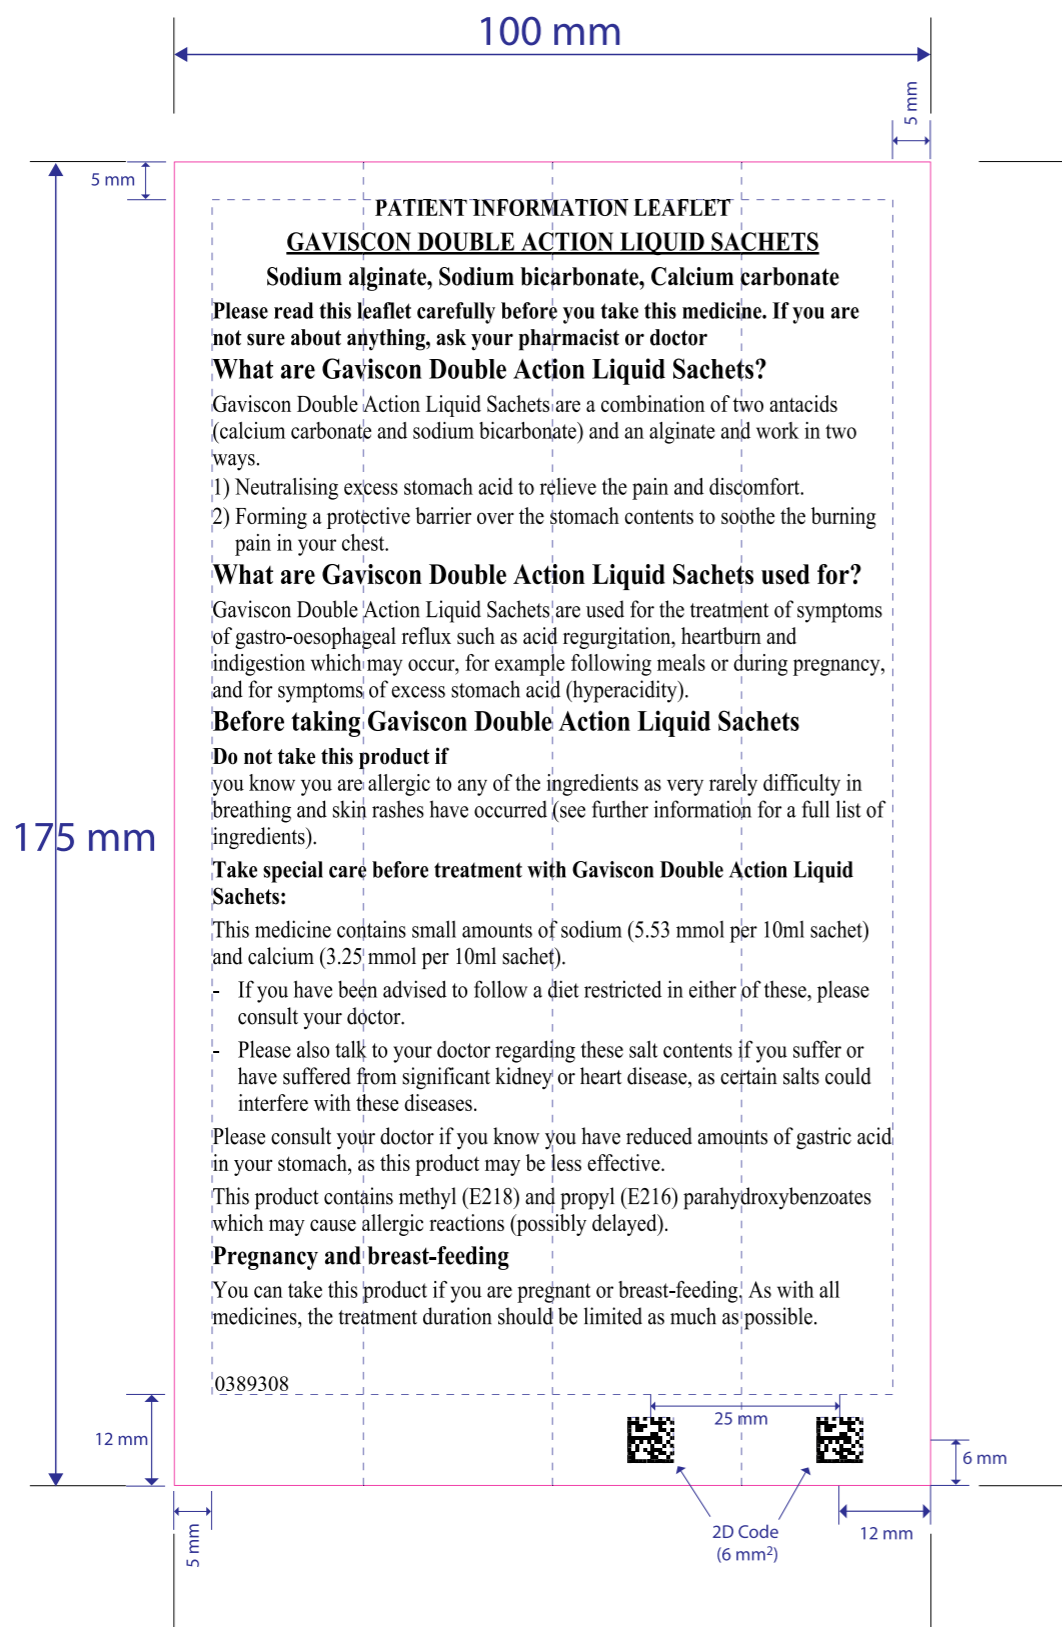 100 mm
5 mm
5 mm
PATIENT INFORMATION LEAFLET
GAVISCON DOUBLE ACTION LIQUID SACHETS
Sodium alginate, Sodium bicarbonate, Calcium carbonate
Please read this leaflet carefully before you take this medicine. If you are
not sure about anything, ask your pharmacist or doctor
What are Gaviscon Double Action Liquid Sachets?
Gaviscon Double Action Liquid Sachets are a combination of two antacids
(calcium carbonate and sodium bicarbonate) and an alginate and work in two
ways.
1) Neutralising excess stomach acid to relieve the pain and discomfort.
2) Forming a protective barrier over the stomach contents to soothe the burning
pain in your chest.
What are Gaviscon Double Action Liquid Sachets used for?
Gaviscon Double Action Liquid Sachets are used for the treatment of symptoms
of gastro-oesophageal reflux such as acid regurgitation, heartburn and
indigestion which may occur, for example following meals or during pregnancy,
and for symptoms of excess stomach acid (hyperacidity).
Before taking Gaviscon Double Action Liquid Sachets
Do not take this product if
you know you are allergic to any of the ingredients as very rarely difficulty in
breathing and skin rashes have occurred (see further information for a full list of
ingredients).
175 mm
Take special care before treatment with Gaviscon Double Action Liquid
Sachets:
This medicine contains small amounts of sodium (5.53 mmol per 10ml sachet)
and calcium (3.25 mmol per 10ml sachet).
- If you have been advised to follow a diet restricted in either of these, please
consult your doctor.
- Please also talk to your doctor regarding these salt contents if you suffer or
have suffered from significant kidney or heart disease, as certain salts could
interfere with these diseases.
Please consult your doctor if you know you have reduced amounts of gastric acid
in your stomach, as this product may be less effective.
This product contains methyl (E218) and propyl (E216) parahydroxybenzoates
which may cause allergic reactions (possibly delayed).
Pregnancy and breast-feeding
You can take this product if you are pregnant or breast-feeding. As with all
medicines, the treatment duration should be limited as much as possible.
0389308
25 mm
12 mm
6 mm
5 mm
2D Code
(6 mm²)
12 mm